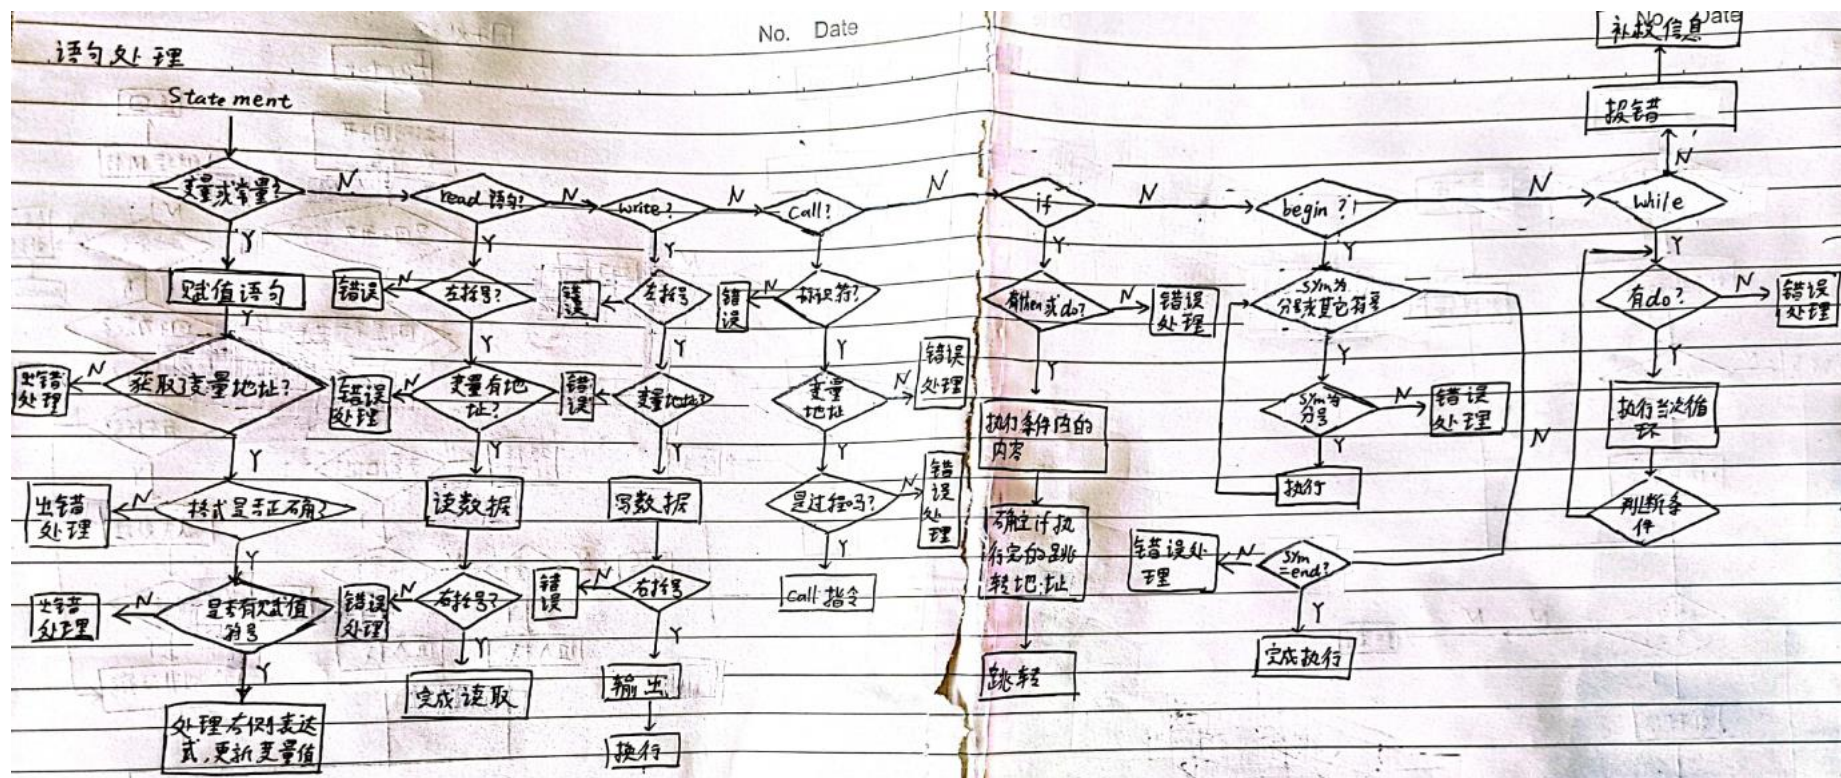 No. Date
No. Date
语句处理
补救信息
报错
Statement
变量或常量?
N
read 语句?
N
write?
N
Call?
N
if
N
begin?
N
while
N
Y
Y
Y
Y
Y
Y
Y
赋值语句
错误
N
左括号?
错误
N
左括号
错误
N
标识符?
有then或do?
N
错误处理
sym为
分号或其它符号
有do?
N
错误
处理
Y
Y
Y
Y
Y
Y
Y
出错
处理
N
获取了变量地址?
错误
处理
N
变量有地
址?
错误
N
变量地址?
变量
地址
N
错误
处理
执行条件内的
内容
sym为
分号
N
错误
处理
执行当次循
环
N
Y
Y
Y
Y
Y
出错
处理
N
格式是否正确?
读数据
写数据
是过程吗?
N
错误处理
确立if执
行完的跳
转地址
执行
判断条
件
Y
Y
Y
出错
处理
N
是否有赋值
符号
错误
处理
N
右括号?
错误
N
右括号
Call 指令
错误处
理
N
sym
=end?
Y
Y
Y
Y
处理右侧表达
式,更新变量值
完成读取
输出
换行
跳转
完成执行